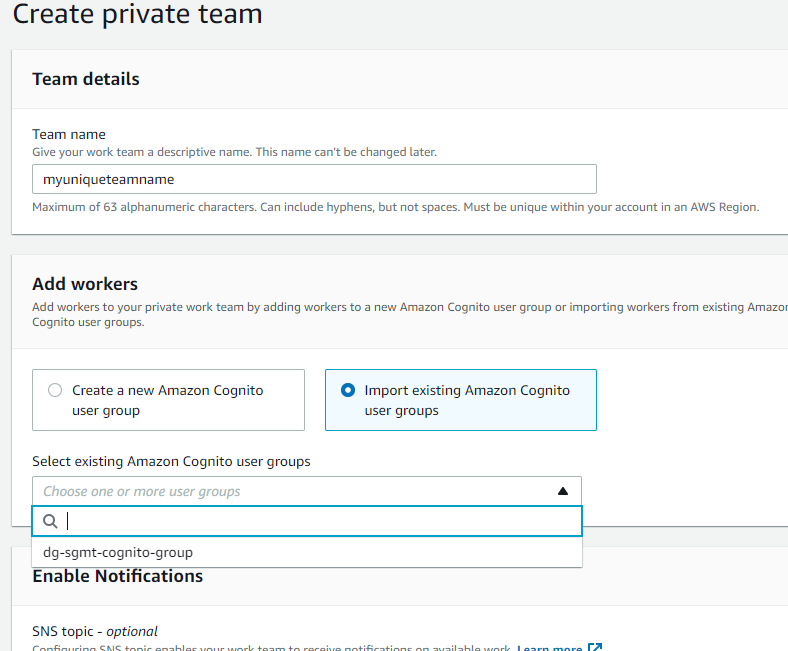 Create private team
Team details
Team name
Give your work team a descriptive name. This name can't be changed later.
myuniqueteamname
Maximum of 63 alphanumeric characters. Can include hyphens, but not spaces. Must be unique within your account in an AWS Region.
Add workers
Add workers to your private work team by adding workers to a new Amazon Cognito user group or importing workers from existing Amazon
Cognito user groups.
Create a new Amazon Cognito
user group
Import existing Amazon Cognito
user groups
Select existing Amazon Cognito user groups
Choose one or more user groups
dg-sgmt-cognito-group
Enable Notifications
SNS topic - optional
Configuring SNS topic enables your work team to receive notifications on available work. Learn more